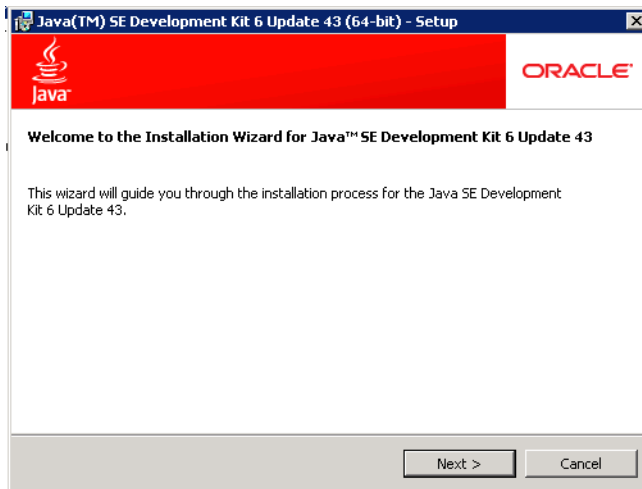 Java(TM) SE Development Kit 6 Update 43 (64-bit) - Setup
Java™
ORACLE®
Welcome to the Installation Wizard for Java™ SE Development Kit 6 Update 43
This wizard will guide you through the installation process for the Java SE Development
Kit 6 Update 43.
Next >
Cancel